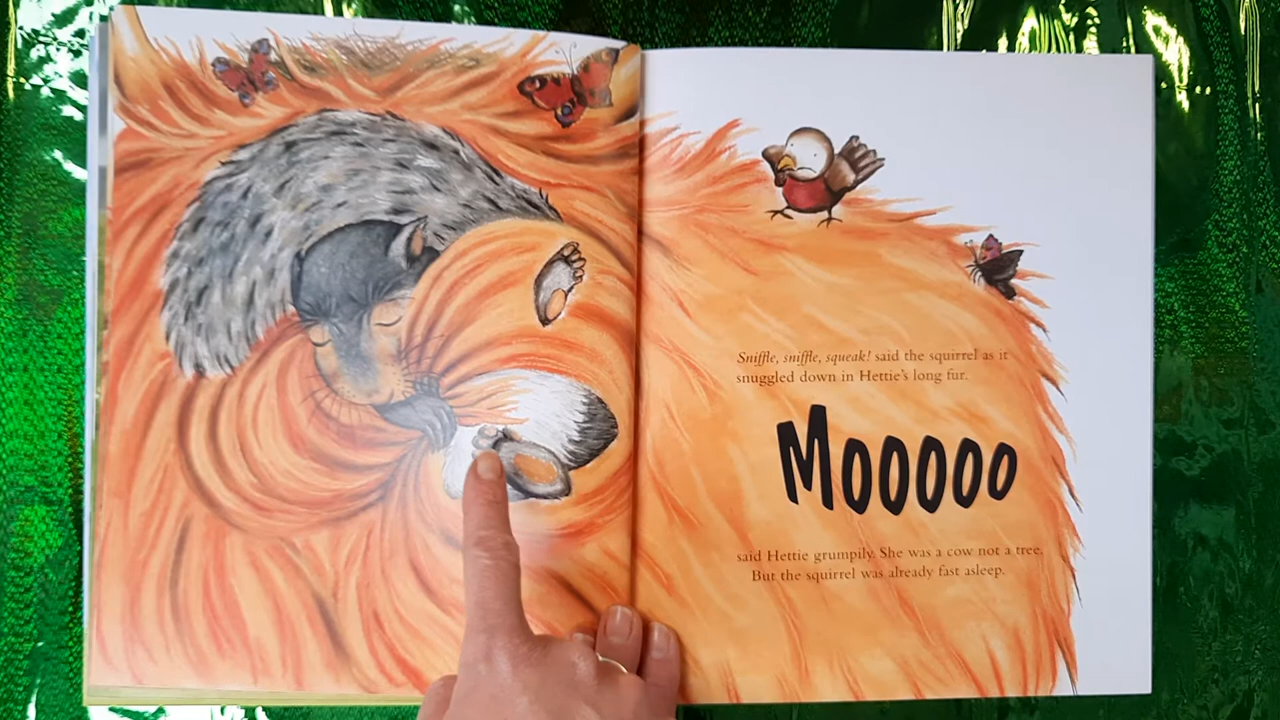 Sniffle, sniffle, squeak! said the squirrel as it
snuggled down in Hettie's long fur.
MOOOOO
said Hettie grumpily. She was a cow not a tree.
But the squirrel was already fast asleep.